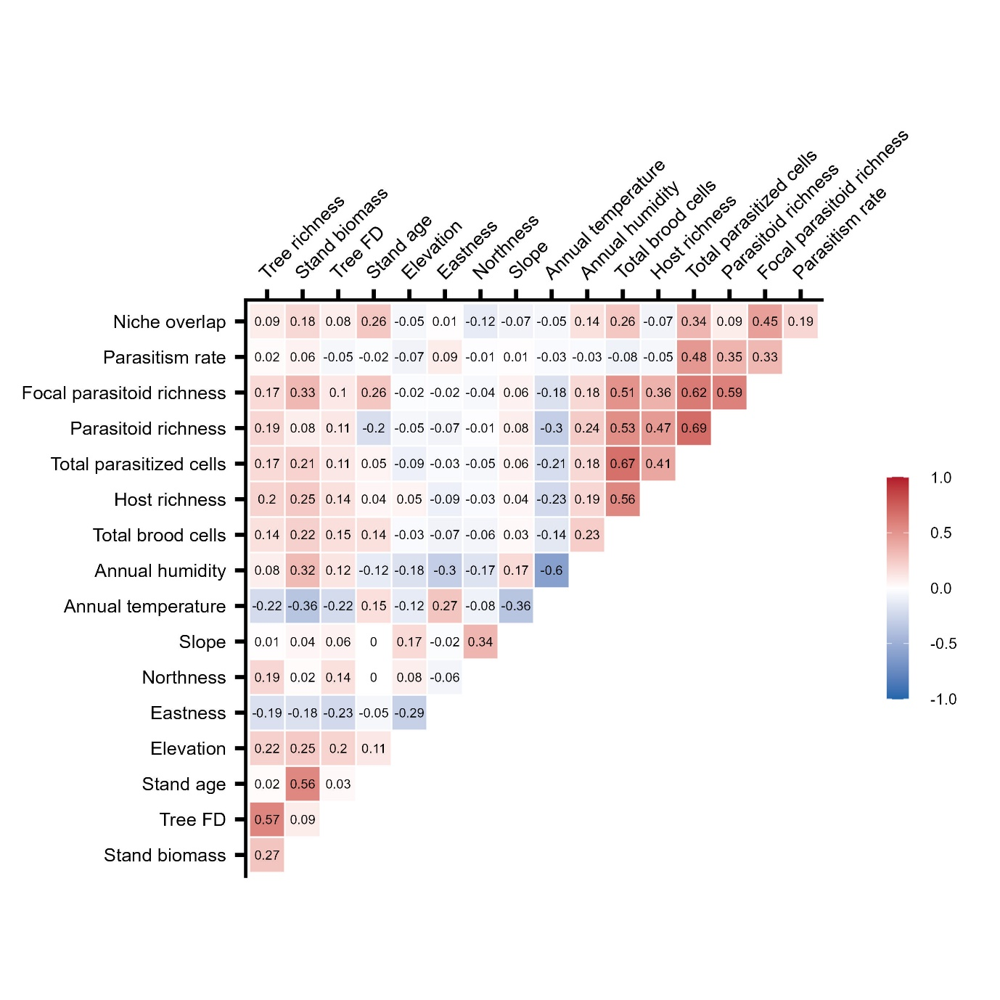 Tree richness
Stand biomass
Tree FD
Stand age
Elevation
Eastness
Northness
Slope
Annual temperature
Annual humidity
Total brood cells
Host richness
Total parasitized cells
Parasitoid richness
Focal parasitoid richness
Parasitism rate
Niche overlap 0.09 0.18 0.08 0.26 -0.05 0.01 -0.12 -0.07 -0.05 0.14 0.26 -0.07 0.34 0.09 0.45 0.19
Parasitism rate 0.02 0.06 -0.05 -0.02 -0.07 0.09 -0.01 0.01 -0.03 -0.03 -0.08 -0.05 0.48 0.35 0.33
Focal parasitoid richness 0.17 0.33 0.1 0.26 -0.02 -0.02 -0.04 0.06 -0.18 0.18 0.51 0.36 0.62 0.59
Parasitoid richness 0.19 0.08 0.11 -0.2 -0.05 -0.07 -0.01 0.08 -0.3 0.24 0.53 0.47 0.69
Total parasitized cells 0.17 0.21 0.11 0.05 -0.09 -0.03 -0.05 0.06 -0.21 0.18 0.67 0.41
Host richness 0.2 0.25 0.14 0.04 0.05 -0.09 -0.03 0.04 -0.23 0.19 0.56
Total brood cells 0.14 0.22 0.15 0.14 -0.03 -0.07 -0.06 0.03 -0.14 0.23
Annual humidity 0.08 0.32 0.12 -0.12 -0.18 -0.3 -0.17 0.17 -0.6
Annual temperature -0.22 -0.36 -0.22 0.15 -0.12 0.27 -0.08 -0.36
Slope 0.01 0.04 0.06 0 0.17 -0.02 0.34
Northness 0.19 0.02 0.14 0 0.08 -0.06
Eastness -0.19 -0.18 -0.23 -0.05 -0.29
Elevation 0.22 0.25 0.2 0.11
Stand age 0.02 0.56 0.03
Tree FD 0.57 0.09
Stand biomass 0.27
1.0
0.5
0.0
-0.5
-1.0